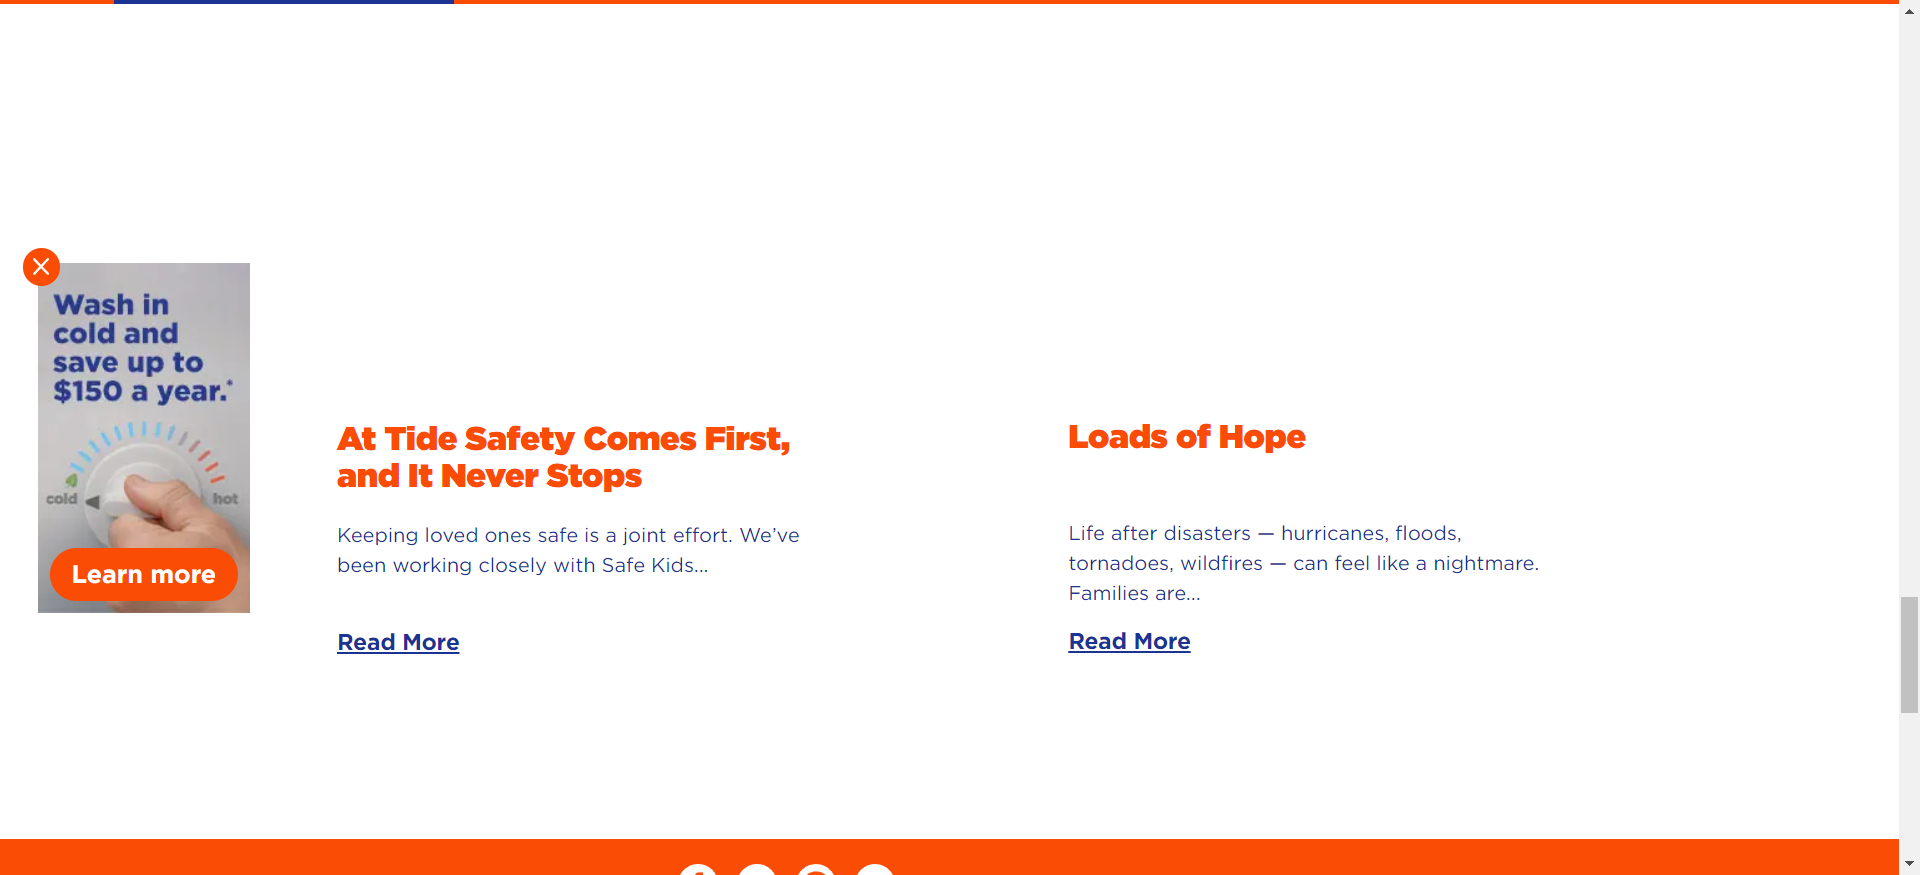 Wash in
cold and
save up to
$150 a year.*
cold
hot
Learn more
At Tide Safety Comes First,
and It Never Stops
Keeping loved ones safe is a joint effort. We’ve
been working closely with Safe Kids...
Read More
Loads of Hope
Life after disasters — hurricanes, floods,
tornadoes, wildfires — can feel like a nightmare.
Families are...
Read More